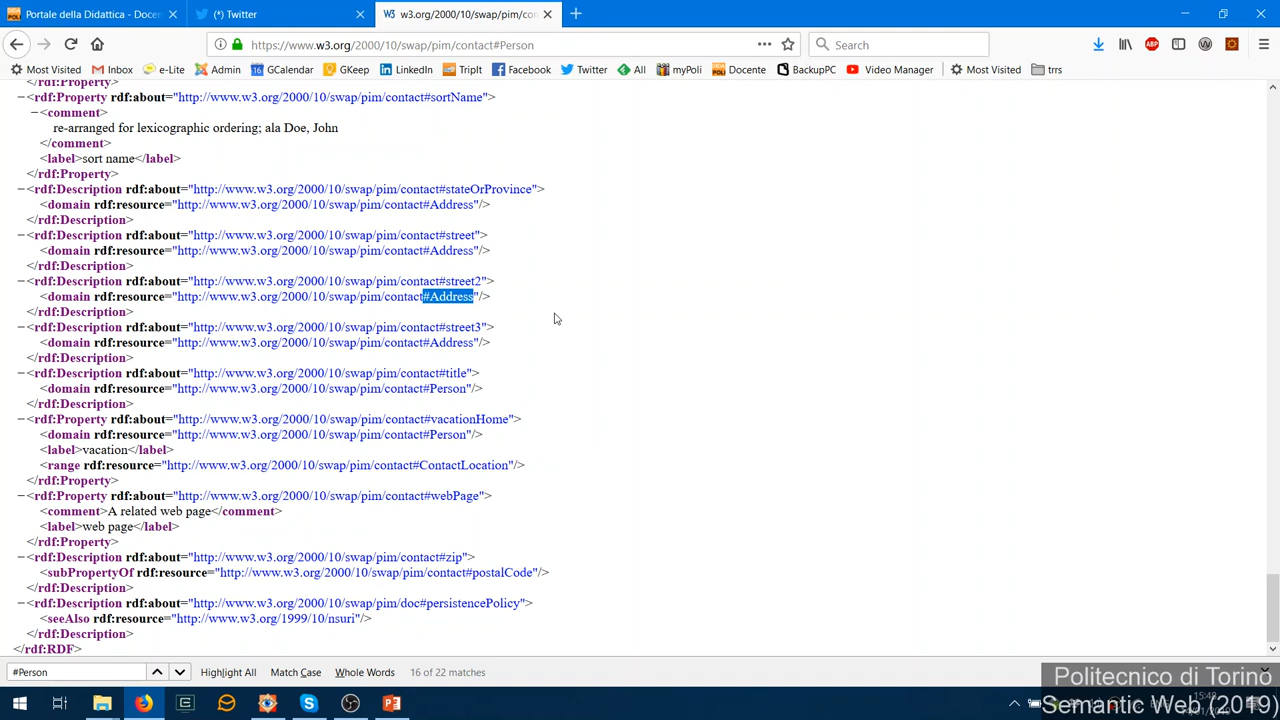 Portale della Didattica - Docen
(*) Twitter
W3 w3.org/2000/10/swap/pim/con
https://www.w3.org/2000/10/swap/pim/contact#Person
Search
Most Visited Inbox e-Lite Admin GCalendar GKeep LinkedIn TripIt Facebook Twitter All myPoli Docente BackupPC Video Manager Most Visited trrs
</rdf:Property>
−<rdf:Property rdf:about="http://www.w3.org/2000/10/swap/pim/contact#sortName">
−<comment>
re-arranged for lexicographic ordering; ala Doe, John
</comment>
<label>sort name</label>
</rdf:Property>
−<rdf:Description rdf:about="http://www.w3.org/2000/10/swap/pim/contact#stateOrProvince">
<domain rdf:resource="http://www.w3.org/2000/10/swap/pim/contact#Address"/>
</rdf:Description>
−<rdf:Description rdf:about="http://www.w3.org/2000/10/swap/pim/contact#street">
<domain rdf:resource="http://www.w3.org/2000/10/swap/pim/contact#Address"/>
</rdf:Description>
−<rdf:Description rdf:about="http://www.w3.org/2000/10/swap/pim/contact#street2">
<domain rdf:resource="http://www.w3.org/2000/10/swap/pim/contact#Address"/>
</rdf:Description>
−<rdf:Description rdf:about="http://www.w3.org/2000/10/swap/pim/contact#street3">
<domain rdf:resource="http://www.w3.org/2000/10/swap/pim/contact#Address"/>
</rdf:Description>
−<rdf:Description rdf:about="http://www.w3.org/2000/10/swap/pim/contact#title">
<domain rdf:resource="http://www.w3.org/2000/10/swap/pim/contact#Person"/>
</rdf:Description>
−<rdf:Property rdf:about="http://www.w3.org/2000/10/swap/pim/contact#vacationHome">
<domain rdf:resource="http://www.w3.org/2000/10/swap/pim/contact#Person"/>
<label>vacation</label>
<range rdf:resource="http://www.w3.org/2000/10/swap/pim/contact#ContactLocation"/>
</rdf:Property>
−<rdf:Property rdf:about="http://www.w3.org/2000/10/swap/pim/contact#webPage">
<comment>A related web page</comment>
<label>web page</label>
</rdf:Property>
−<rdf:Description rdf:about="http://www.w3.org/2000/10/swap/pim/contact#zip">
<subPropertyOf rdf:resource="http://www.w3.org/2000/10/swap/pim/contact#postalCode"/>
</rdf:Description>
−<rdf:Description rdf:about="http://www.w3.org/2000/10/swap/pim/doc#persistencePolicy">
<seeAlso rdf:resource="http://www.w3.org/1999/10/nsuri"/>
</rdf:Description>
</rdf:RDF>
#Person Highlight All Match Case Whole Words 16 of 22 matches
Politecnico di Torino
Semantic Web (2019)